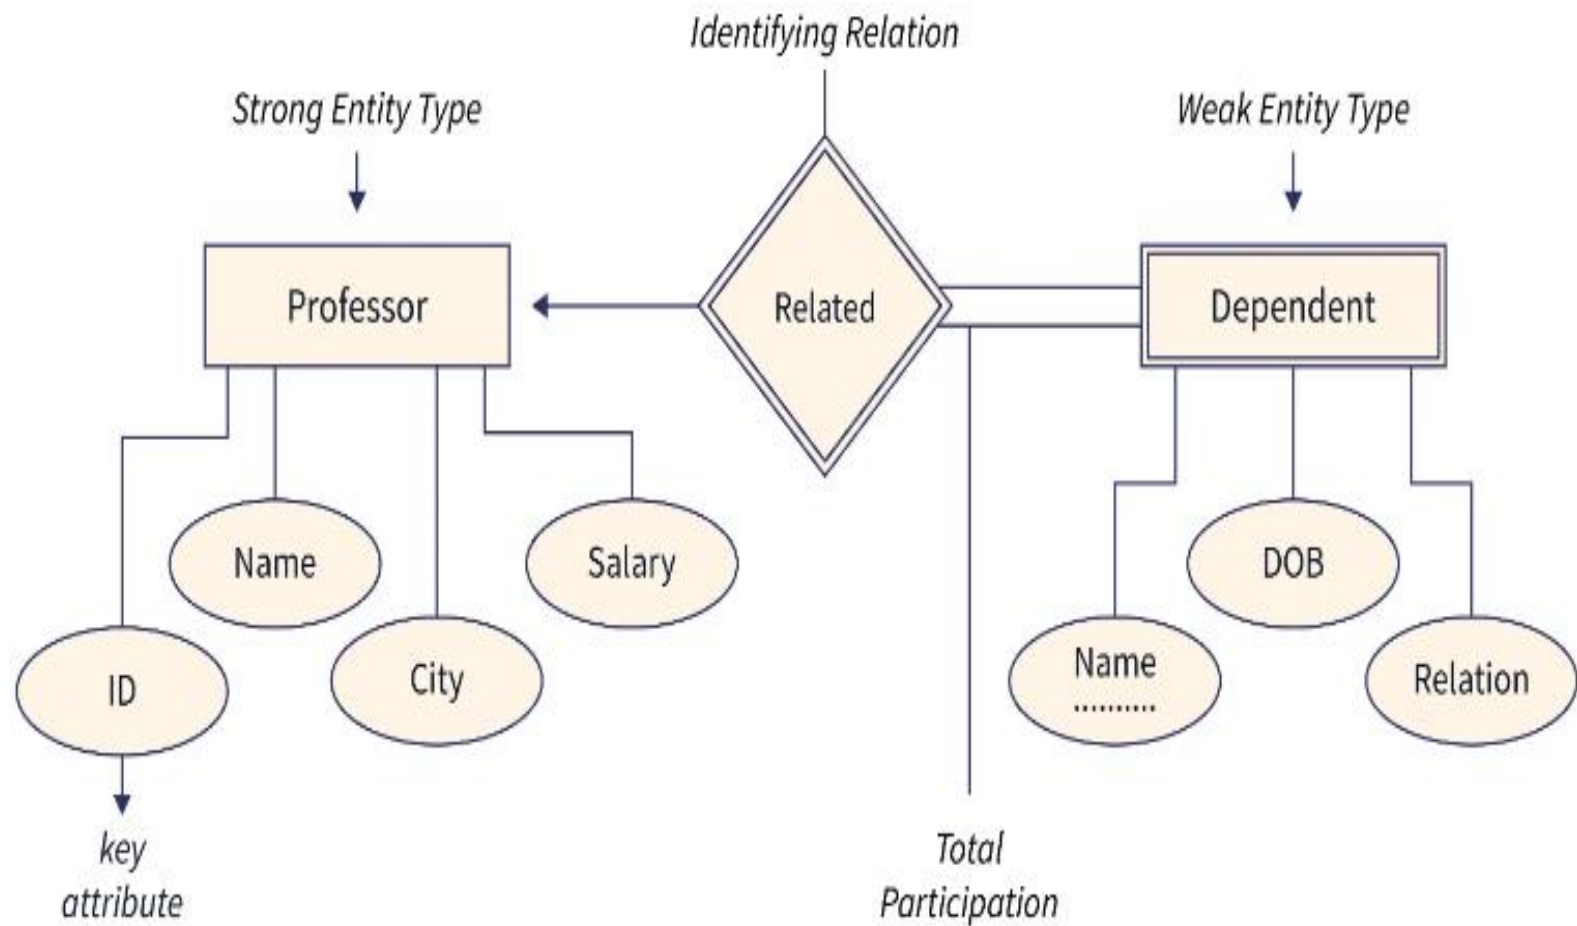 Identifying Relation
Strong Entity Type
Weak Entity Type
Professor
Related
Dependent
Name
Salary
DOB
ID
City
Name
..........
Relation
key
attribute
Total
Participation